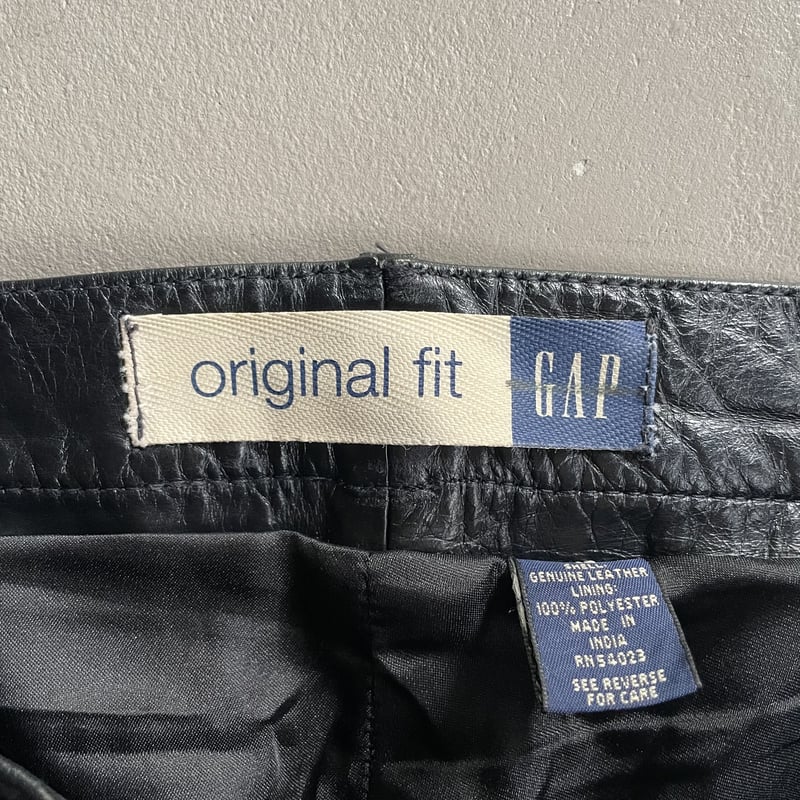 original fit GAP
SHELL
GENUINE LEATHER
LINING:
100% POLYESTER
MADE IN
INDIA
RN54023
SEE REVERSE
FOR CARE